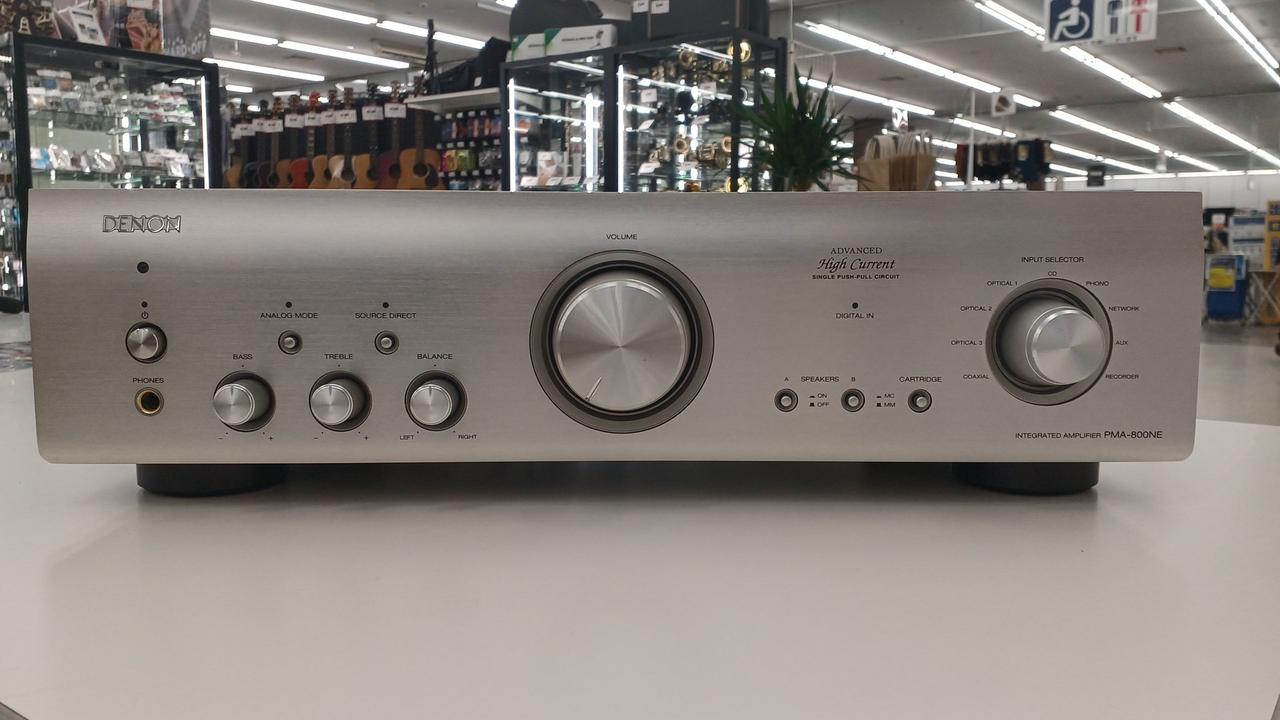 DENON
VOLUME
ADVANCED
High Current
SINGLE PUSH-PULL CIRCUIT
DIGITAL IN
INPUT SELECTOR
CD
OPTICAL 1
PHONO
OPTICAL 2
NETWORK
OPTICAL 3
AUX
COAXIAL
RECORDER
ANALOG MODE
SOURCE DIRECT
BASS
TREBLE
BALANCE
PHONES
- +
- +
LEFT RIGHT
A SPEAKERS B
ON
OFF
CARTRIDGE
MC
MM
INTEGRATED AMPLIFIER PMA-800NE